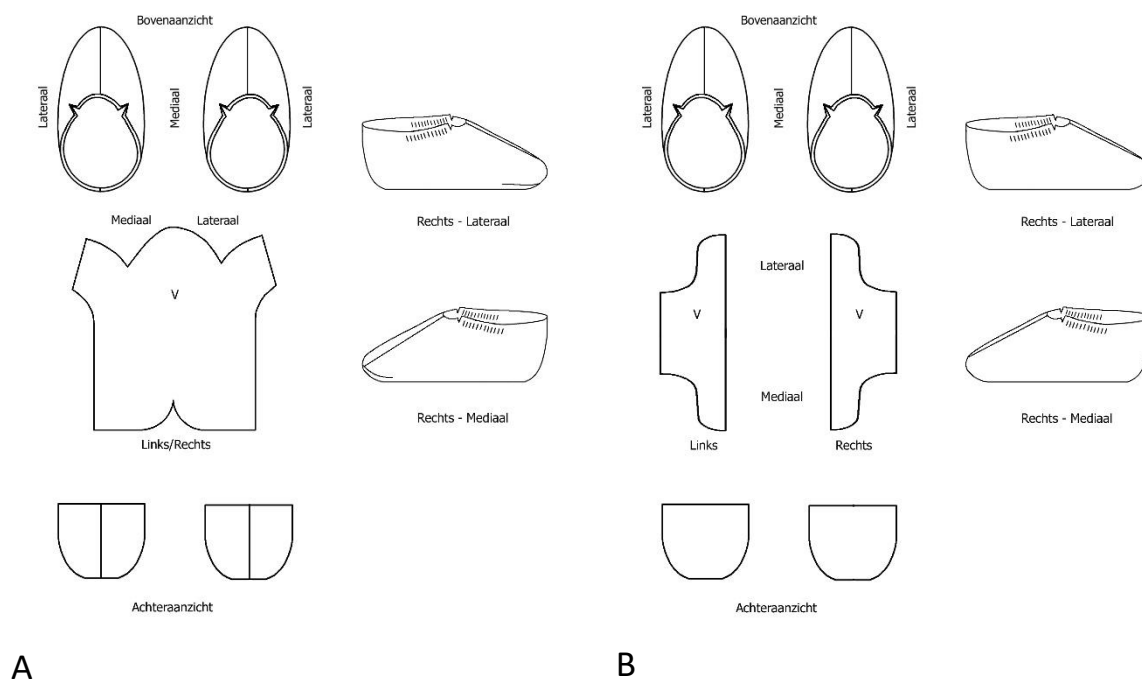 Bovenaanzicht
Lateraal
Mediaal
Lateraal
Rechts - Lateraal
Mediaal Lateraal
V
Rechts - Mediaal
Links/Rechts
Achteraanzicht
A
Bovenaanzicht
Lateraal
Mediaal
Lateraal
Rechts - Lateraal
Lateraal
V V
Mediaal
Rechts - Mediaal
Links Rechts
Achteraanzicht
B